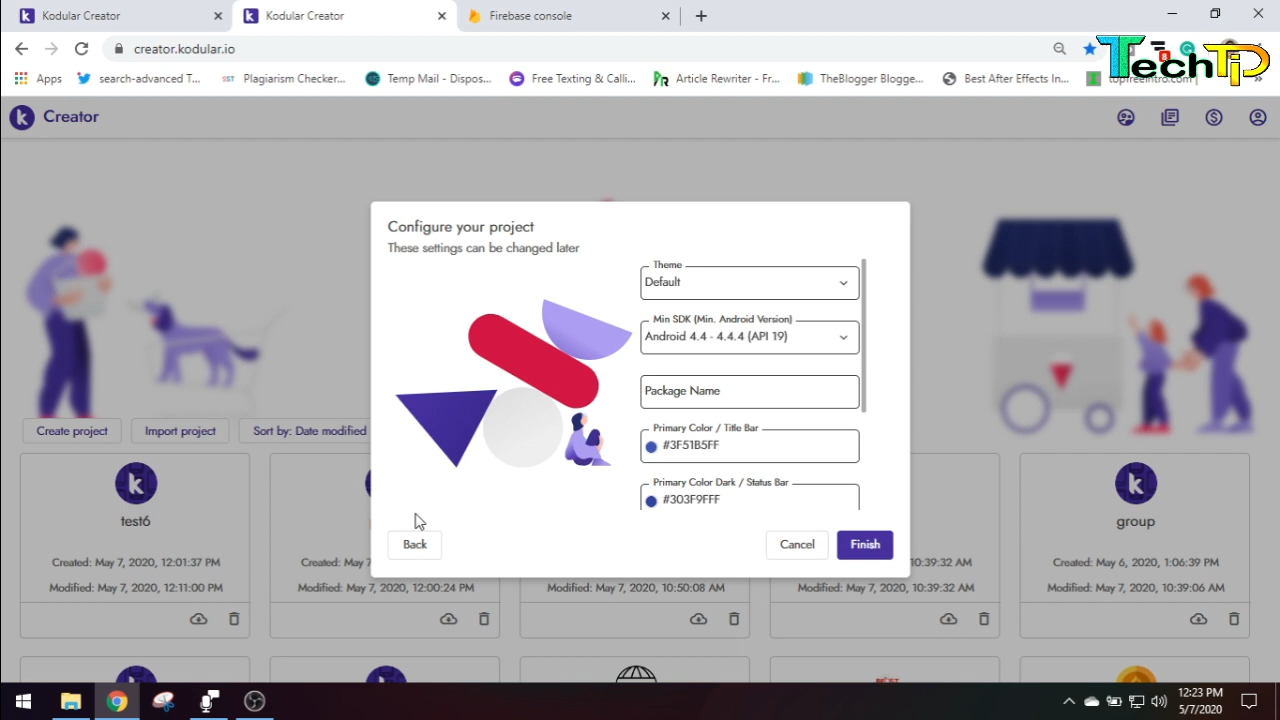 Kodular Creator
Kodular Creator
Firebase console
creator.kodular.io
Apps
search-advanced T...
SST Plagiarism Checker...
Temp Mail - Dispos...
Free Texting & Calli...
Article Rewriter - Fr...
TheBlogger Blogge...
Best After Effects In...
topfreeintro.com |
TechTip
Creator
Configure your project
These settings can be changed later
Theme
Default
Min SDK (Min. Android Version)
Android 4.4 - 4.4.4 (API 19)
Package Name
Primary Color / Title Bar
#3F51B5FF
Primary Color Dark / Status Bar
#303F9FFF
Back
Cancel
Finish
Create project
Import project
Sort by: Date modified
test6
Created: May 7, 2020, 12:01:37 PM
Modified: May 7, 2020, 12:11:00 PM
Created: May 7
Modified: May 7, 2020, 12:00:24 PM
Modified: May 7, 2020, 10:50:08 AM
10:39:32 AM
Modified: May 7, 2020, 10:39:32 AM
group
Created: May 6, 2020, 1:06:39 PM
Modified: May 7, 2020, 10:39:06 AM
12:23 PM
5/7/2020